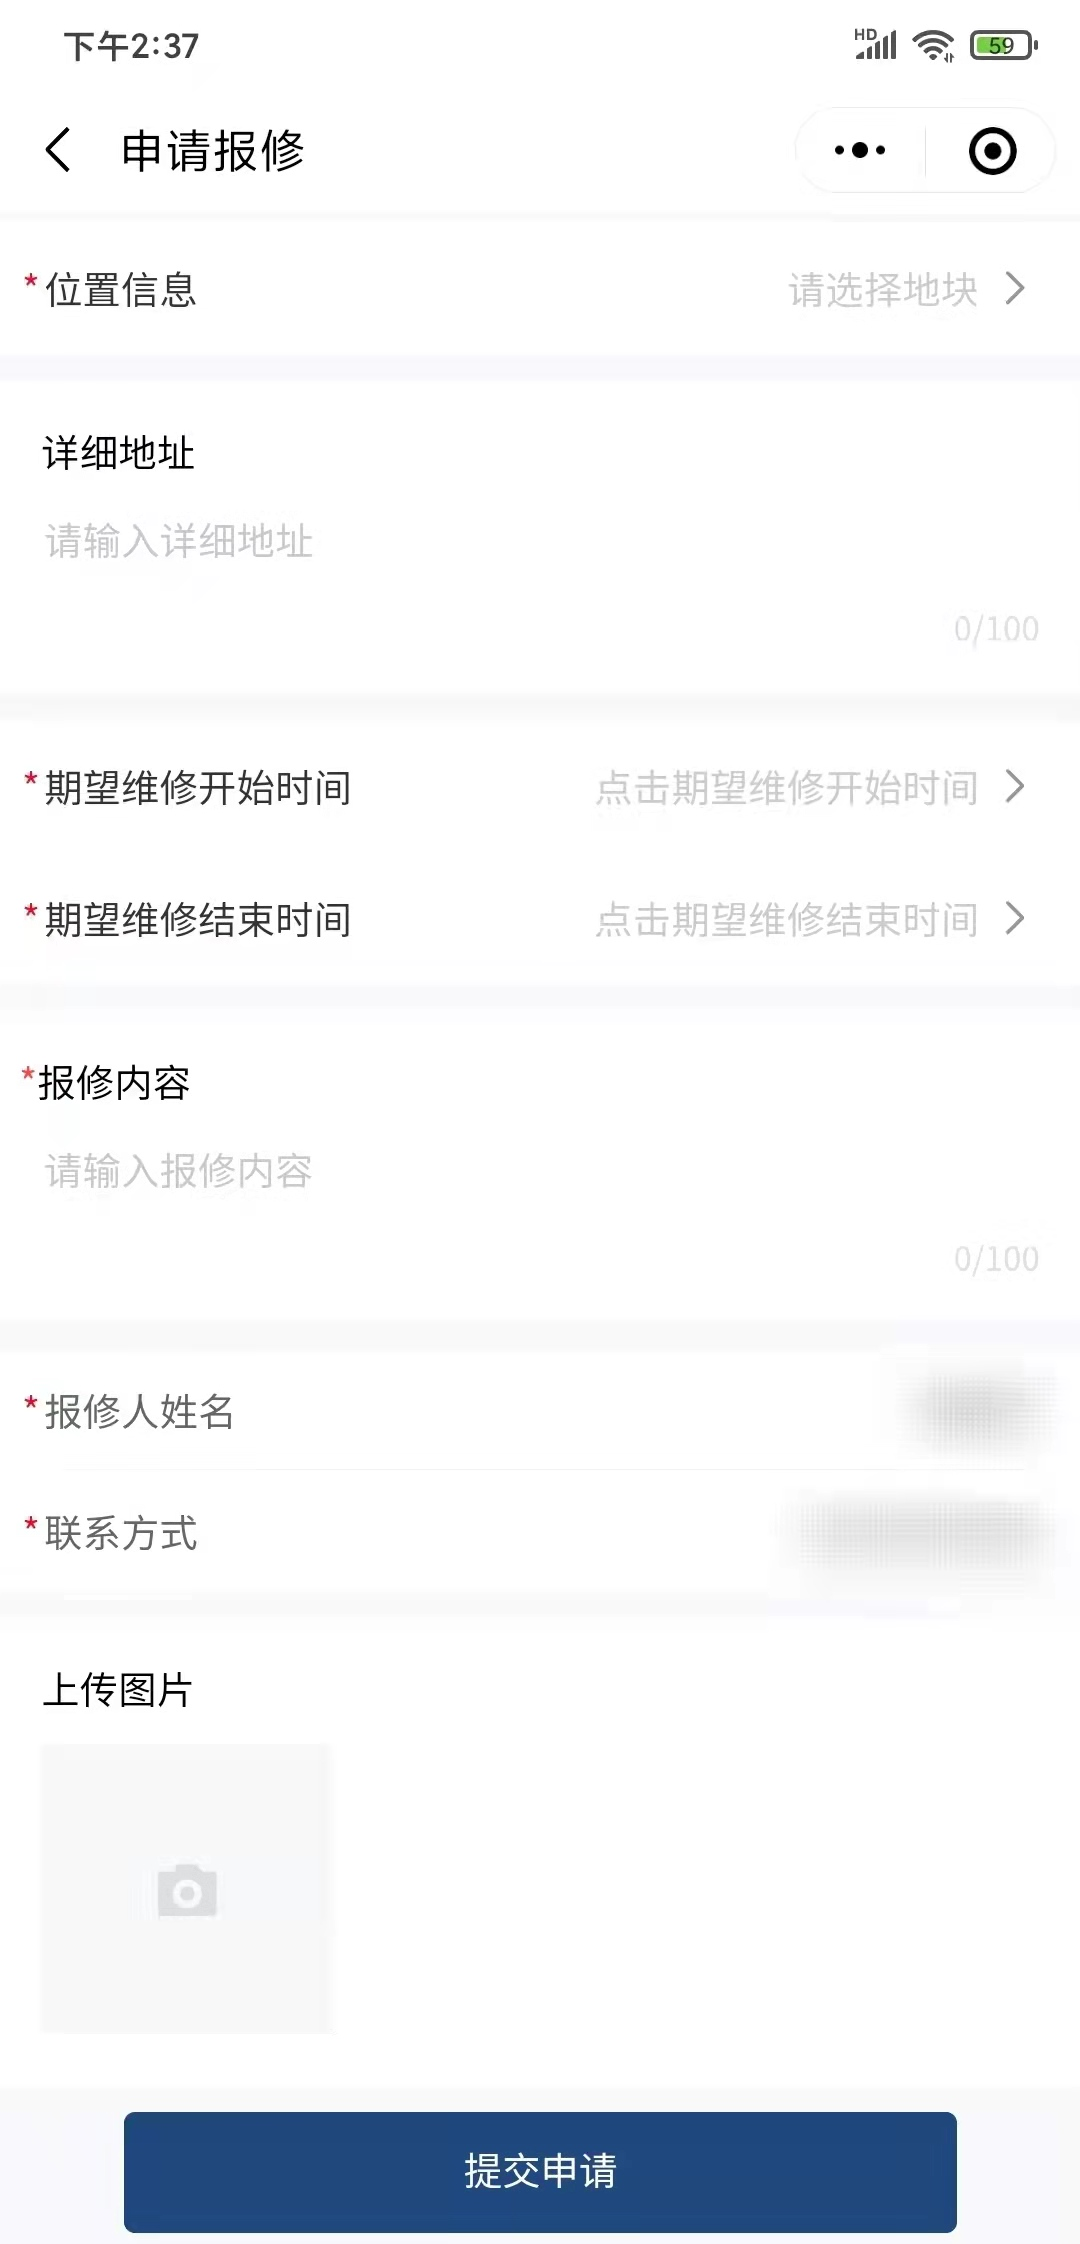 下午2:37
HD
59
申请报修
*位置信息 请选择地块
详细地址
请输入详细地址
0/100
*期望维修开始时间 点击期望维修开始时间
*期望维修结束时间 点击期望维修结束时间
*报修内容
请输入报修内容
0/100
*报修人姓名
*联系方式
上传图片
提交申请